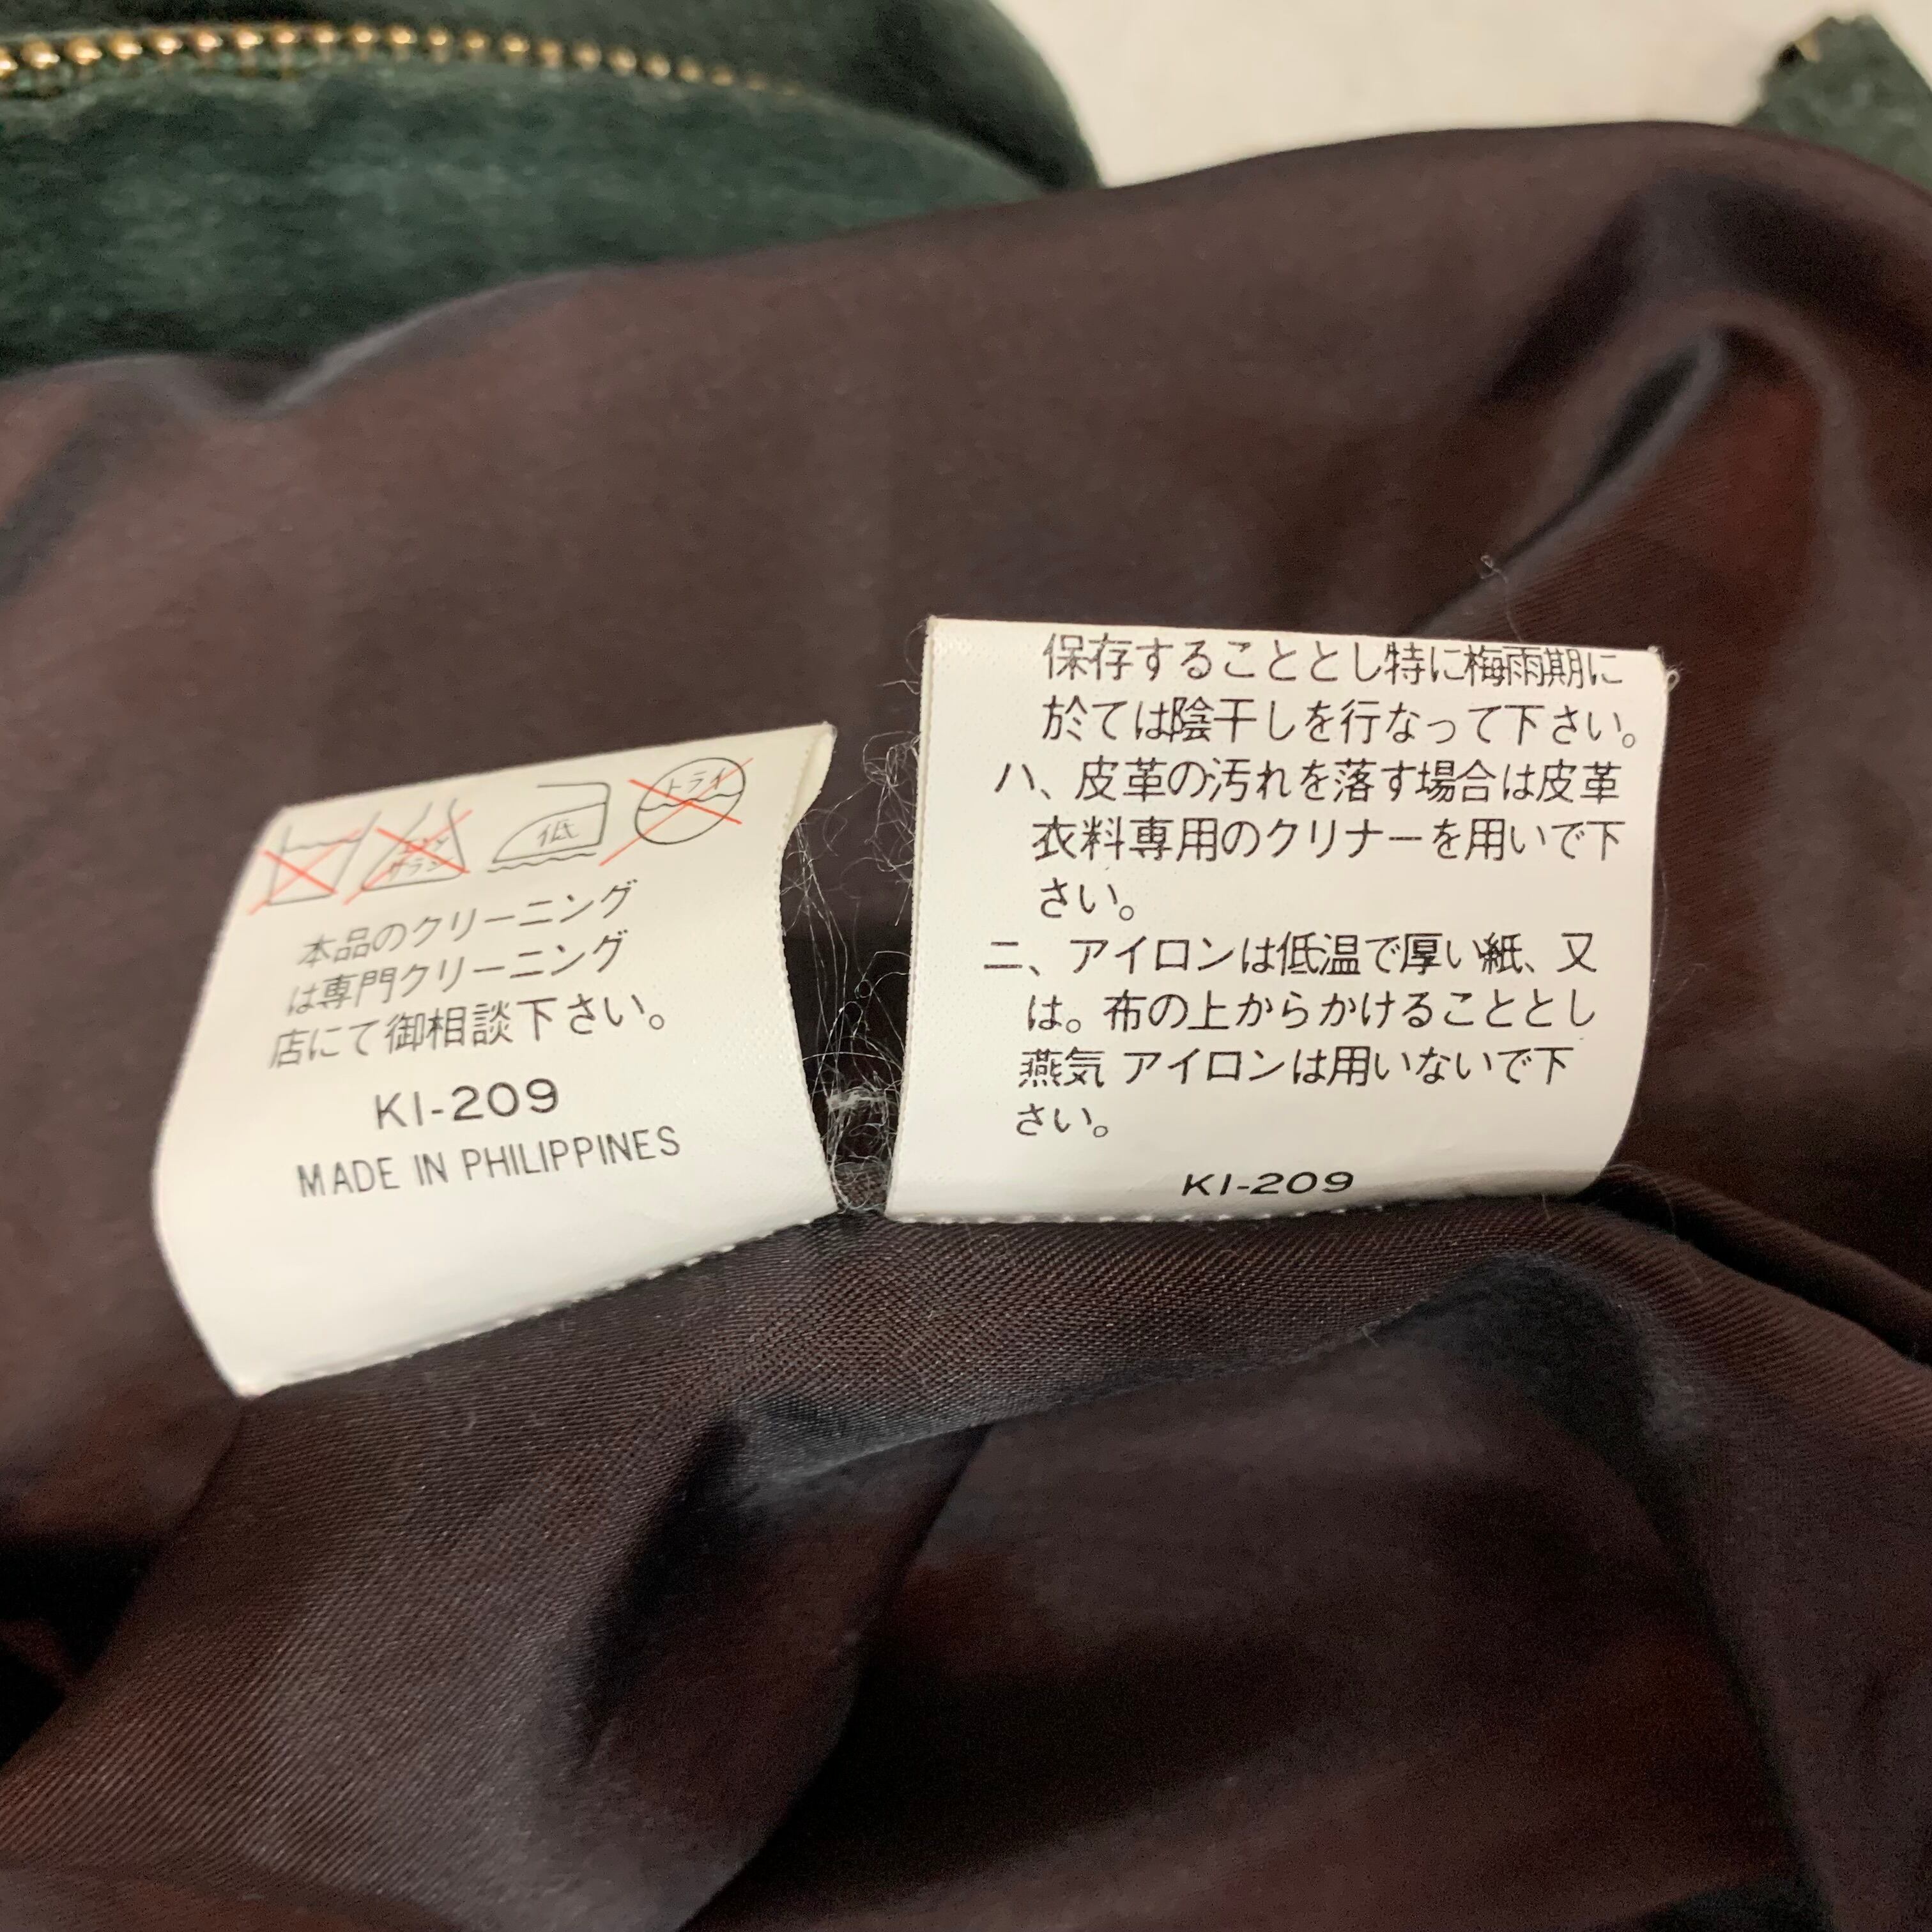 エンソ
サラシ
低
ドライ
本品のクリーニング
は専門クリーニング
店にて御相談下さい。
KI-209
MADE IN PHILIPPINES
保存することとし特に梅雨期に
於ては陰干しを行なって下さい。
ハ、皮革の汚れを落す場合は皮革
衣料専用のクリナーを用いで下
さい。
ニ、アイロンは低温で厚い紙、又
は。布の上からかけることとし
燕気 アイロンは用いないで下
さい。
KI-209